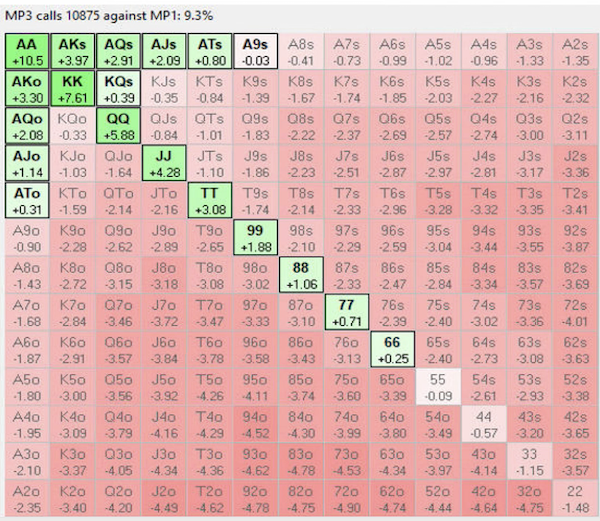 MP3 calls 10875 against MP1: 9.3%
AA AKs AQs AJs ATs A9s A8s A7s A6s A5s A4s A3s A2s
+10.5 +3.97 +2.91 +2.09 +0.80 -0.03 -0.41 -0.73 -0.99 -1.02 -0.96 -1.33 -1.35
AKo KK KQs KJs KTs K9s K8s K7s K6s K5s K4s K3s K2s
+3.30 +7.61 +0.39 -0.35 -0.84 -1.39 -1.67 -1.74 -1.85 -2.03 -2.27 -2.16 -2.32
AQo KQo QQ QJs QTs Q9s Q8s Q7s Q6s Q5s Q4s Q3s Q2s
+2.08 -0.33 +5.88 -0.84 -1.01 -1.83 -2.22 -2.37 -2.69 -2.57 -2.74 -3.00 -3.11
AJo KJo QJo JJ JTs J9s J8s J7s J6s J5s J4s J3s J2s
+1.14 -1.03 -1.64 +4.28 -1.10 -1.86 -2.23 -2.51 -2.87 -2.97 -2.81 -3.17 -3.36
ATo KTo QTo JTo TT T9s T8s T7s T6s T5s T4s T3s T2s
+0.31 -1.59 -2.14 -2.16 +3.08 -1.74 -2.14 -2.33 -2.96 -3.28 -3.32 -3.35 -3.41
A9o K9o Q9o J9o T9o 99 98s 97s 96s 95s 94s 93s 92s
-0.90 -2.28 -2.62 -2.89 -2.65 +1.88 -2.10 -2.29 -2.59 -3.04 -3.44 -3.55 -3.87
A8o K8o Q8o J8o T8o 98o 88 87s 86s 85s 84s 83s 82s
-1.43 -2.72 -3.15 -3.18 -3.08 -3.02 +1.06 -2.33 -2.47 -2.84 -3.34 -3.57 -3.69
A7o K7o Q7o J7o T7o 97o 87o 77 76s 75s 74s 73s 72s
-1.68 -2.84 -3.46 -3.72 -3.47 -3.33 -3.10 +0.71 -2.39 -2.40 -3.02 -3.36 -4.01
A6o K6o Q6o J6o T6o 96o 86o 76o 66 65s 64s 63s 62s
-1.87 -2.91 -3.57 -3.84 -3.78 -3.58 -3.43 -3.13 +0.25 -2.40 -2.73 -3.08 -3.63
A5o K5o Q5o J5o T5o 95o 85o 75o 65o 55 54s 53s 52s
-1.80 -3.00 -3.56 -3.92 -4.26 -4.11 -3.74 -3.60 -3.39 -0.09 -2.61 -2.93 -3.38
A4o K4o Q4o J4o T4o 94o 84o 74o 64o 54o 44 43s 42s
-1.95 -3.09 -3.79 -4.16 -4.29 -4.52 -4.30 -3.99 -3.80 -3.49 -0.57 -3.20 -3.65
A3o K3o Q3o J3o T3o 93o 83o 73o 63o 53o 43o 33 32s
-2.10 -3.37 -4.05 -4.34 -4.36 -4.62 -4.78 -4.53 -4.34 -3.97 -4.14 -1.15 -3.57
A2o K2o Q2o J2o T2o 92o 82o 72o 62o 52o 42o 32o 22
-2.35 -3.40 -4.20 -4.49 -4.62 -4.78 -4.75 -4.90 -4.74 -4.44 -4.64 -4.75 -1.48